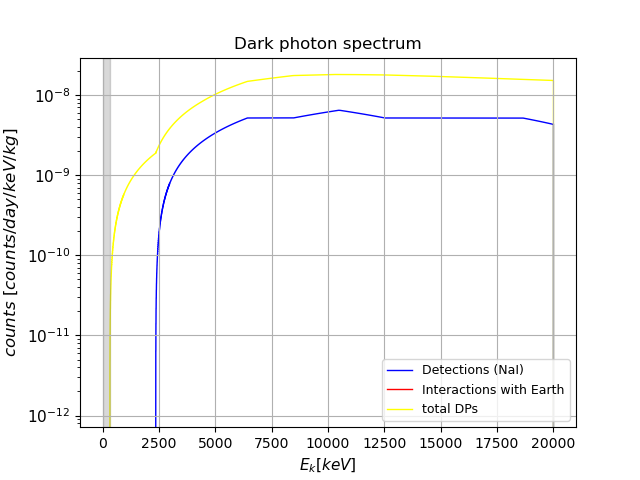 Dark photon spectrum
counts [counts/day/keV/kg]
10⁻⁸
10⁻⁹
10⁻¹⁰
10⁻¹¹
10⁻¹²
Detections (NaI)
Interactions with Earth
total DPs
0 2500 5000 7500 10000 12500 15000 17500 20000
Eₖ[keV]